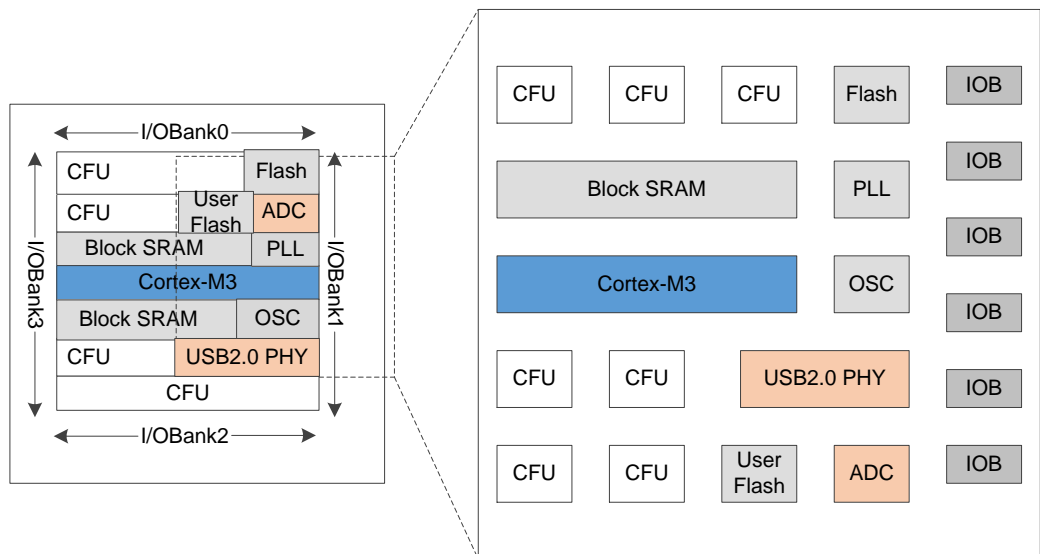 I/OBank0
CFU
Flash
CFU
User
Flash
ADC
Block SRAM
PLL
Cortex-M3
Block SRAM
OSC
CFU
USB2.0 PHY
CFU
I/OBank3
I/OBank1
I/OBank2
CFU
CFU
CFU
Flash
IOB
Block SRAM
PLL
IOB
IOB
Cortex-M3
OSC
IOB
CFU
CFU
USB2.0 PHY
IOB
CFU
CFU
User
Flash
ADC
IOB